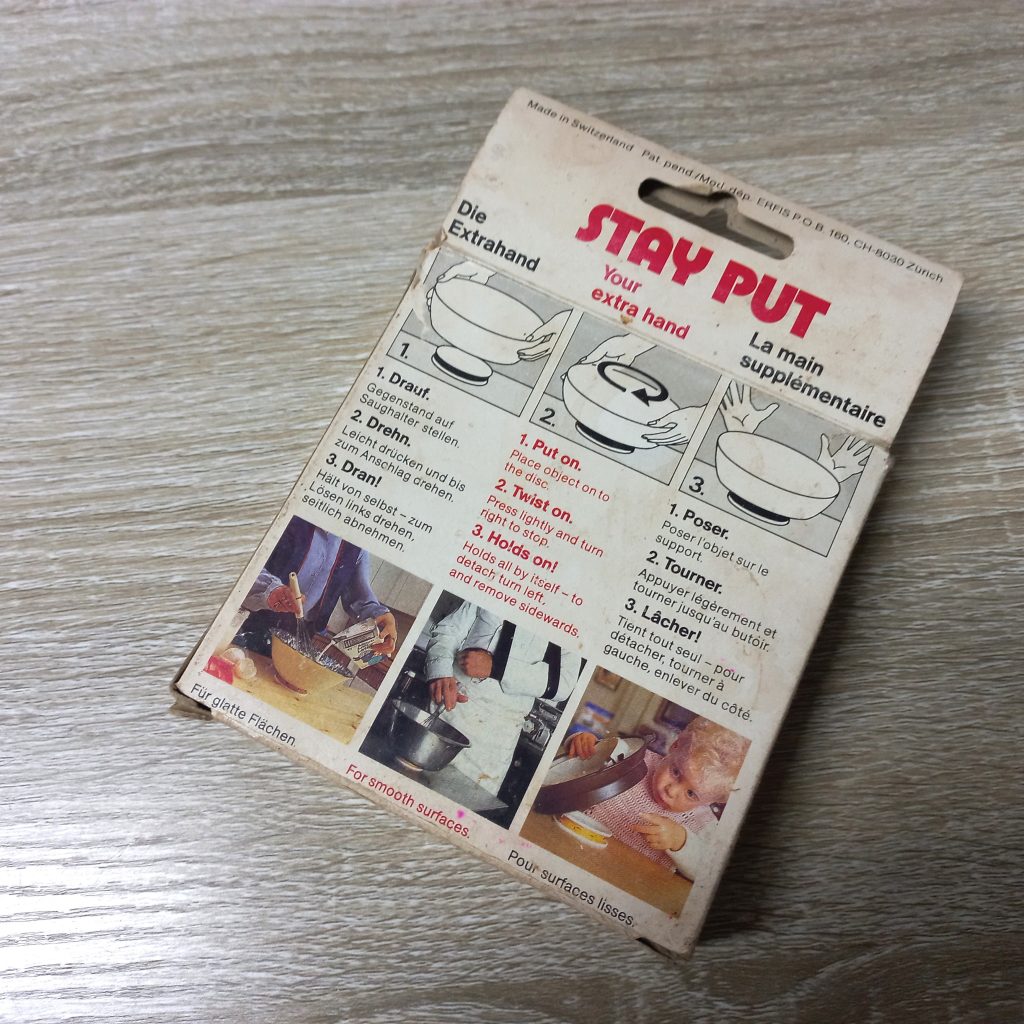 Made in Switzerland Pat. pend./Mod. dép. ERFIS P.O.B. 160, CH-8030 Zürich
STAY PUT
Die
Extrahand
Your
extra hand
La main
supplémentaire
1.
2.
3.
1. Drauf.
Gegenstand auf
Saughalter stellen.
2. Drehn.
Leicht drücken und bis
zum Anschlag drehen.
3. Dran!
Hält von selbst – zum
Lösen links drehen,
seitlich abnehmen.
1. Put on.
Place object on to
the disc.
2. Twist on.
Press lightly and turn
right to stop.
3. Holds on!
Holds all by itself – to
detach turn left,
and remove sidewards.
1. Poser.
Poser l'objet sur le
support.
2. Tourner.
Appuyer légèrement et
tourner jusqu'au butoir.
3. Lâcher!
Tient tout seul – pour
détacher, tourner à
gauche, enlever du côté.
Für glatte Flächen.
For smooth surfaces.
Pour surfaces lisses.